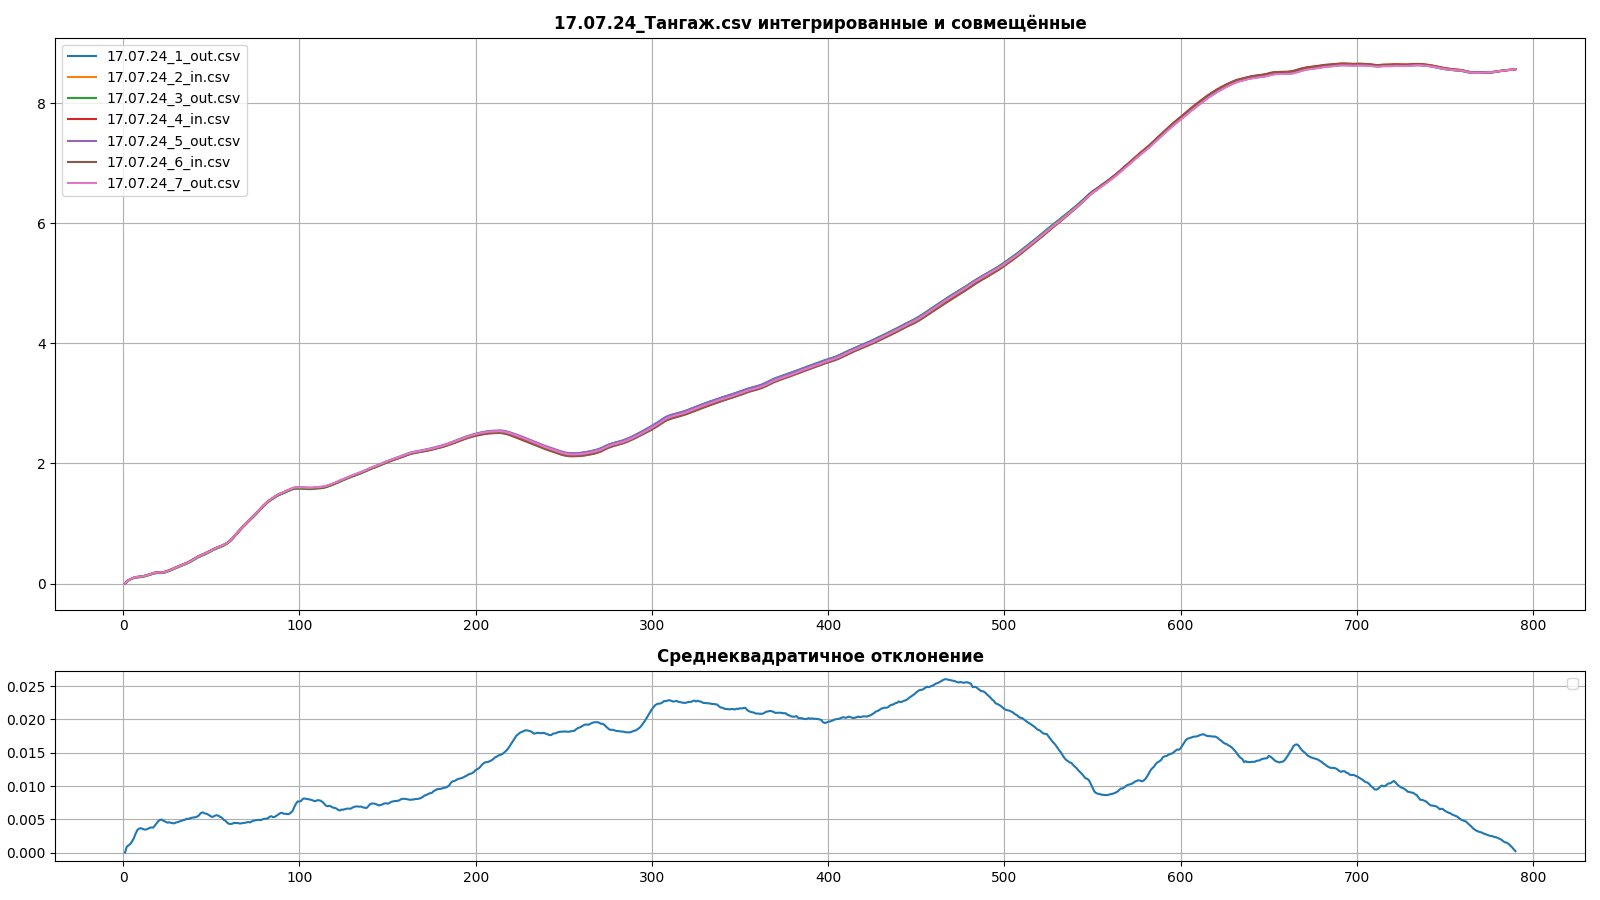 17.07.24_Тангаж.csv интегрированные и совмещённые
17.07.24_1_out.csv
17.07.24_2_in.csv
17.07.24_3_out.csv
17.07.24_4_in.csv
17.07.24_5_out.csv
17.07.24_6_in.csv
17.07.24_7_out.csv
8
6
4
2
0
0 100 200 300 400 500 600 700 800
Среднеквадратичное отклонение
0.025
0.020
0.015
0.010
0.005
0.000
0 100 200 300 400 500 600 700 800